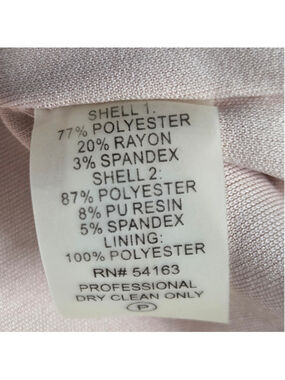 SHELL 1:
77% POLYESTER
20% RAYON
3% SPANDEX
SHELL 2:
87% POLYESTER
8% PU RESIN
5% SPANDEX
LINING:
100% POLYESTER
RN# 54163
PROFESSIONAL
DRY CLEAN ONLY
P